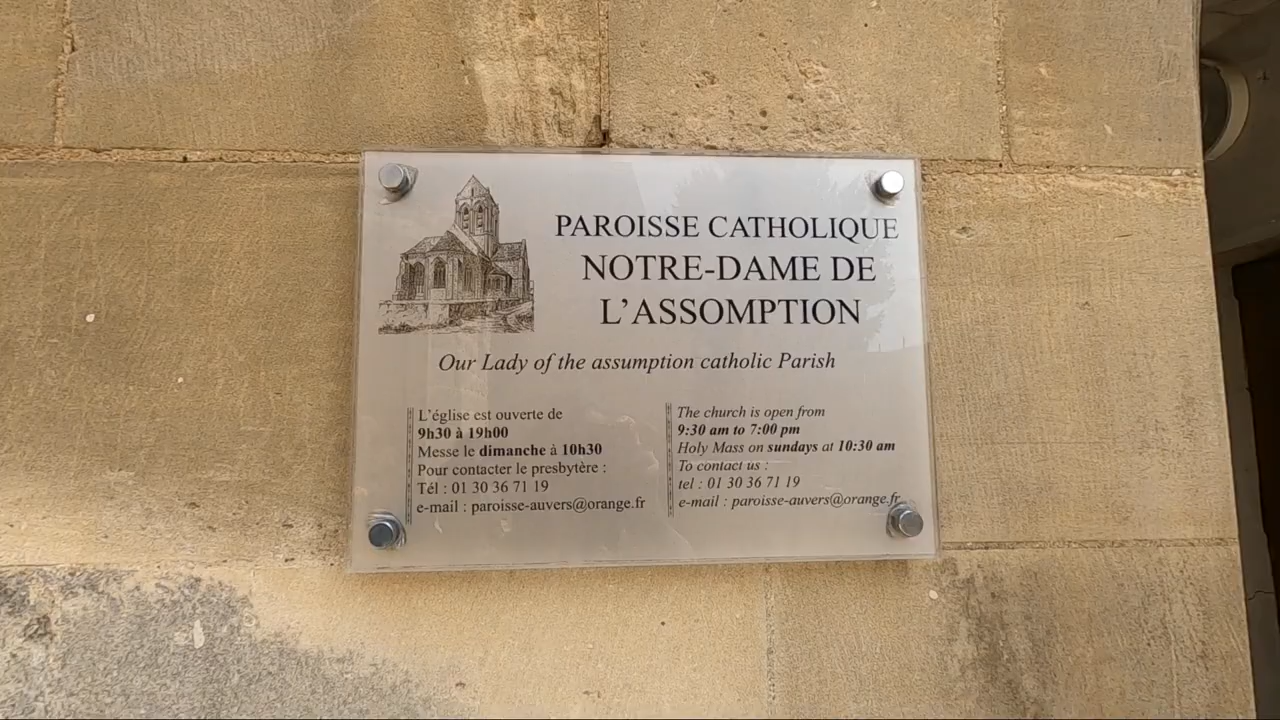 PAROISSE CATHOLIQUE
NOTRE-DAME DE
L'ASSOMPTION
Our Lady of the assumption catholic Parish
L'église est ouverte de
9h30 à 19h00
Messe le dimanche à 10h30
Pour contacter le presbytère :
Tél : 01 30 36 71 19
e-mail : paroisse-auvers@orange.fr
The church is open from
9:30 am to 7:00 pm
Holy Mass on sundays at 10:30 am
To contact us :
tel : 01 30 36 71 19
e-mail : paroisse-auvers@orange.fr